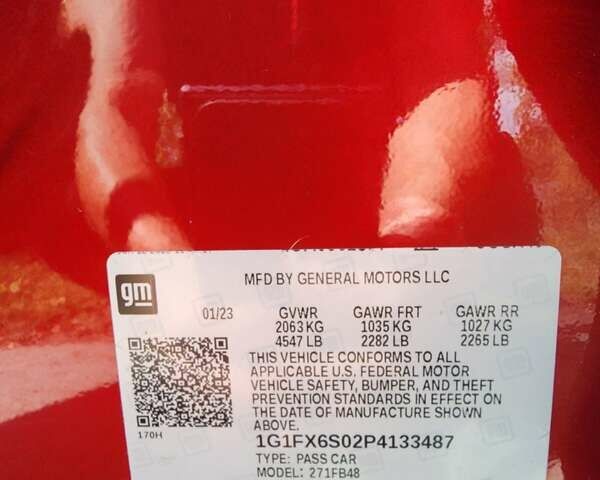 gm
MFD BY GENERAL MOTORS LLC
01/23 GVWR GAWR FRT GAWR RR
2063 KG 1035 KG 1027 KG
4547 LB 2282 LB 2265 LB
THIS VEHICLE CONFORMS TO ALL
APPLICABLE U.S. FEDERAL MOTOR
VEHICLE SAFETY, BUMPER, AND THEFT
PREVENTION STANDARDS IN EFFECT ON
THE DATE OF MANUFACTURE SHOWN
ABOVE.
170H
1G1FX6S02P4133487
TYPE: PASS CAR
MODEL: 271FB48